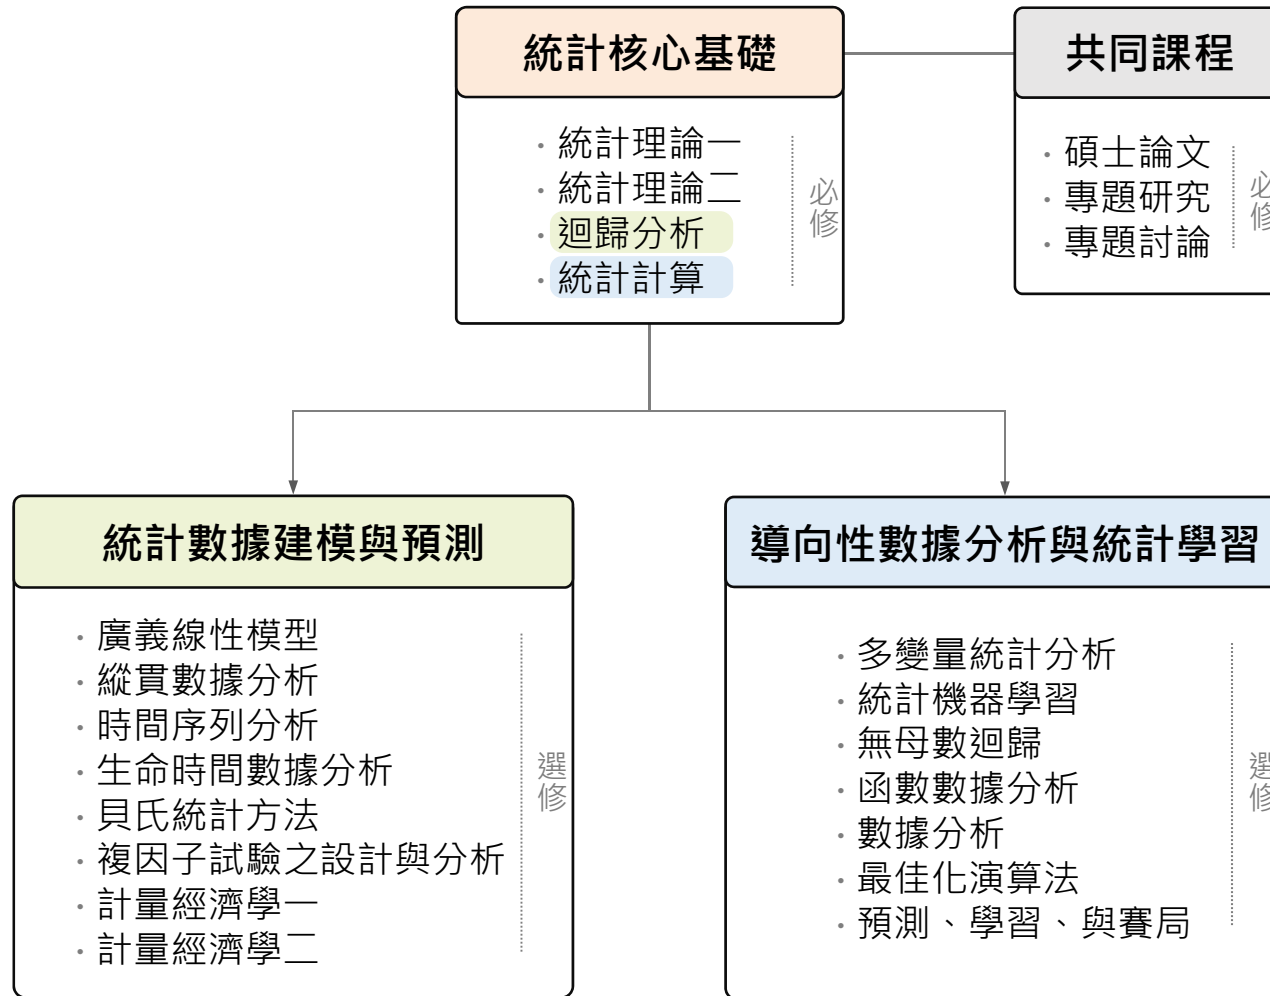 統計核心基礎
・統計理論一
・統計理論二
・迴歸分析
・統計計算
必修
共同課程
・碩士論文
・專題研究
・專題討論
必修
統計數據建模與預測
・廣義線性模型
・縱貫數據分析
・時間序列分析
・生命時間數據分析
・貝氏統計方法
・複因子試驗之設計與分析
・計量經濟學一
・計量經濟學二
選修
導向性數據分析與統計學習
・多變量統計分析
・統計機器學習
・無母數迴歸
・函數數據分析
・數據分析
・最佳化演算法
・預測、學習、與賽局
選修